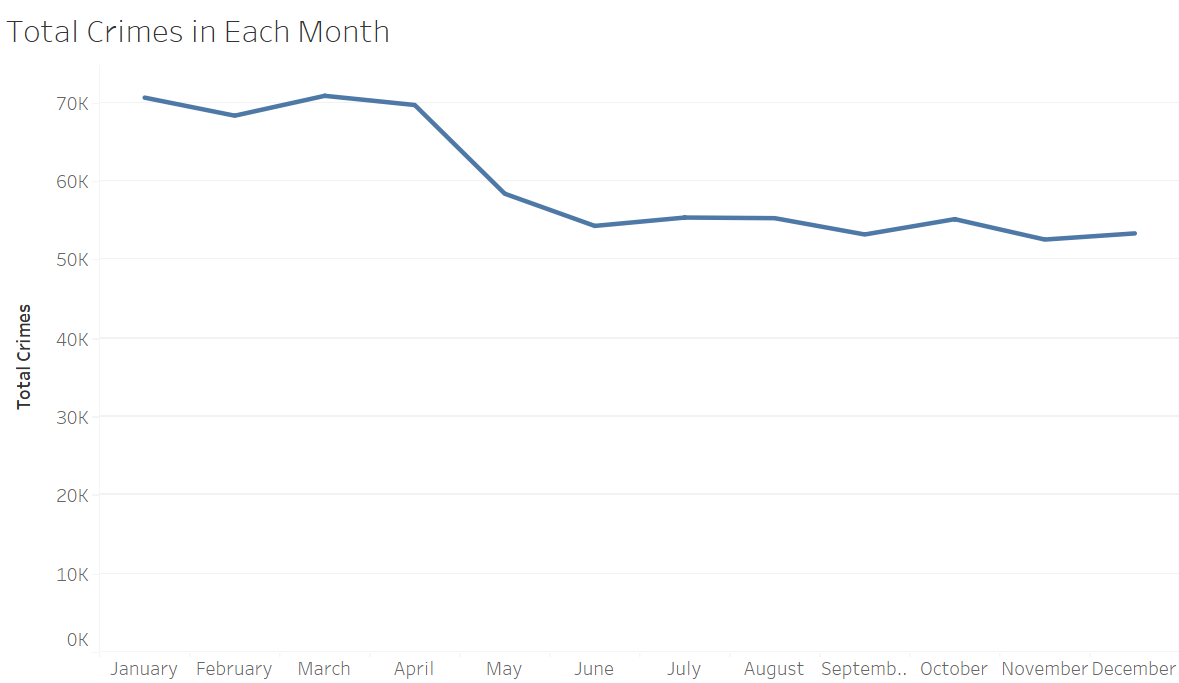 Total Crimes in Each Month
70K
60K
50K
40K
30K
20K
10K
0K
Total Crimes
January February March April May June July August Septemb.. October November December